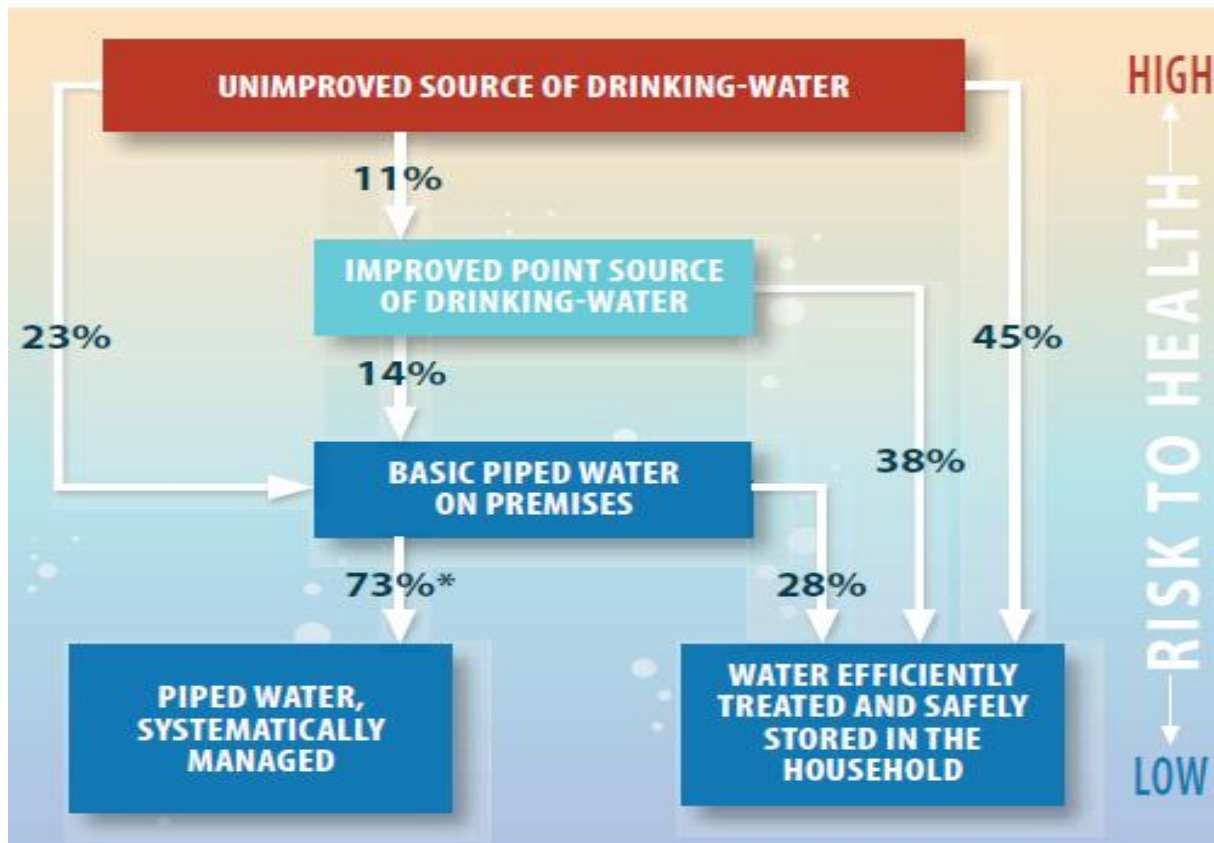 UNIMPROVED SOURCE OF DRINKING-WATER
HIGH
11%
IMPROVED POINT SOURCE
OF DRINKING-WATER
23%
45%
14%
38%
BASIC PIPED WATER
ON PREMISES
73%*
28%
RISK TO HEALTH
PIPED WATER,
SYSTEMATICALLY
MANAGED
WATER EFFICIENTLY
TREATED AND SAFELY
STORED IN THE
HOUSEHOLD
LOW